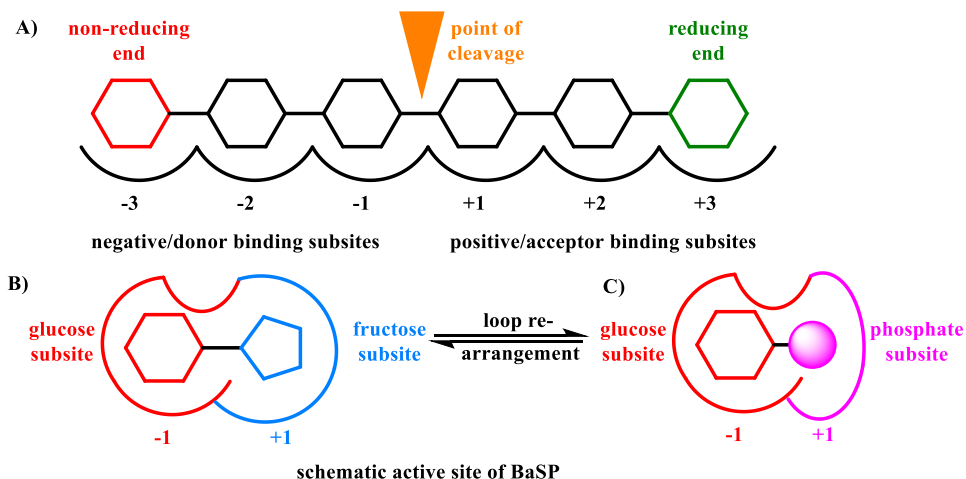 A)
non-reducing
end
point of
cleavage
reducing
end
-3
-2
-1
+1
+2
+3
negative/donor binding subsites
positive/acceptor binding subsites
B)
glucose
subsite
fructose
subsite
-1
+1
loop re-
arrangement
C)
glucose
subsite
phosphate
subsite
-1
+1
schematic active site of BaSP